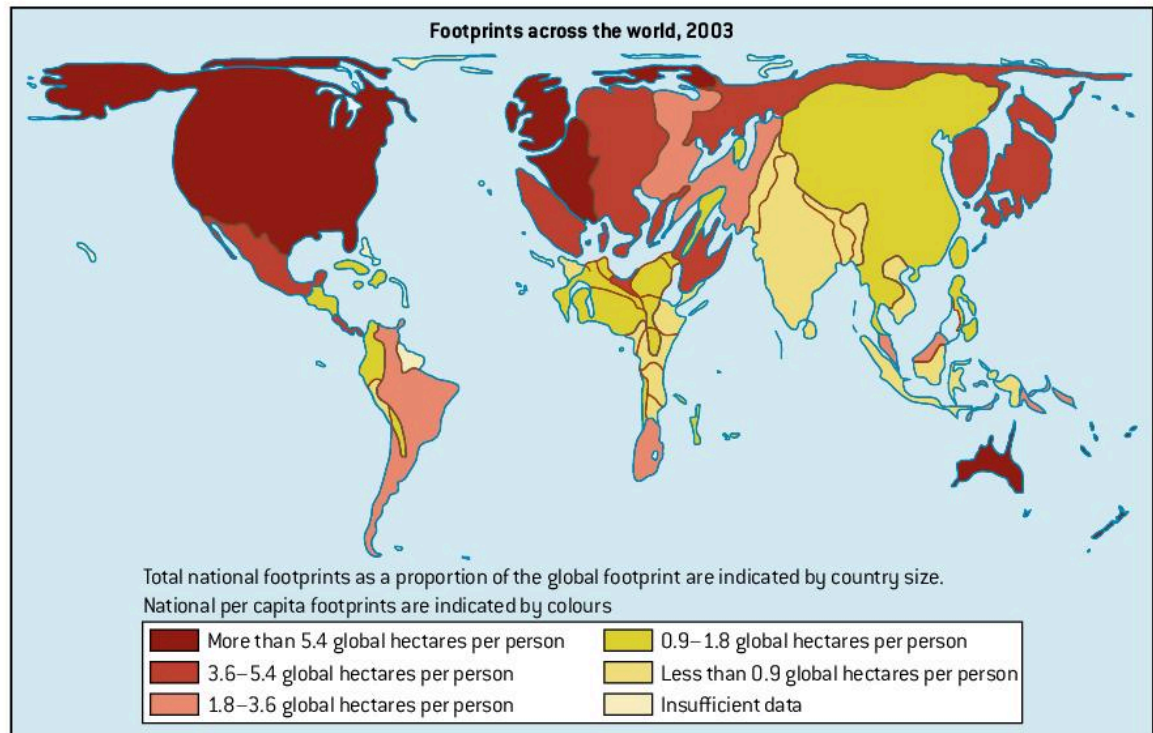 Footprints across the world, 2003
Total national footprints as a proportion of the global footprint are indicated by country size.
National per capita footprints are indicated by colours
More than 5.4 global hectares per person
3.6–5.4 global hectares per person
1.8–3.6 global hectares per person
0.9–1.8 global hectares per person
Less than 0.9 global hectares per person
Insufficient data